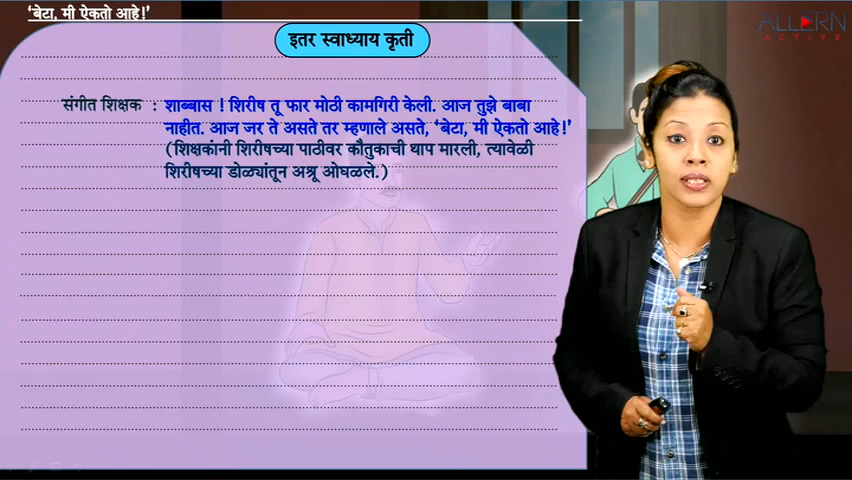 ‘बेटा, मी ऐकतो आहे!’
ALLERN
ACTIVE
इतर स्वाध्याय कृती
संगीत शिक्षक : शाब्बास ! शिरीष तू फार मोठी कामगिरी केली. आज तुझे बाबा
नाहीत. आज जर ते असते तर म्हणाले असते, ‘बेटा, मी ऐकतो आहे!’
(शिक्षकांनी शिरीषच्या पाठीवर कौतुकाची थाप मारली, त्यावेळी
शिरीषच्या डोळ्यांतून अश्रू ओघळले.)